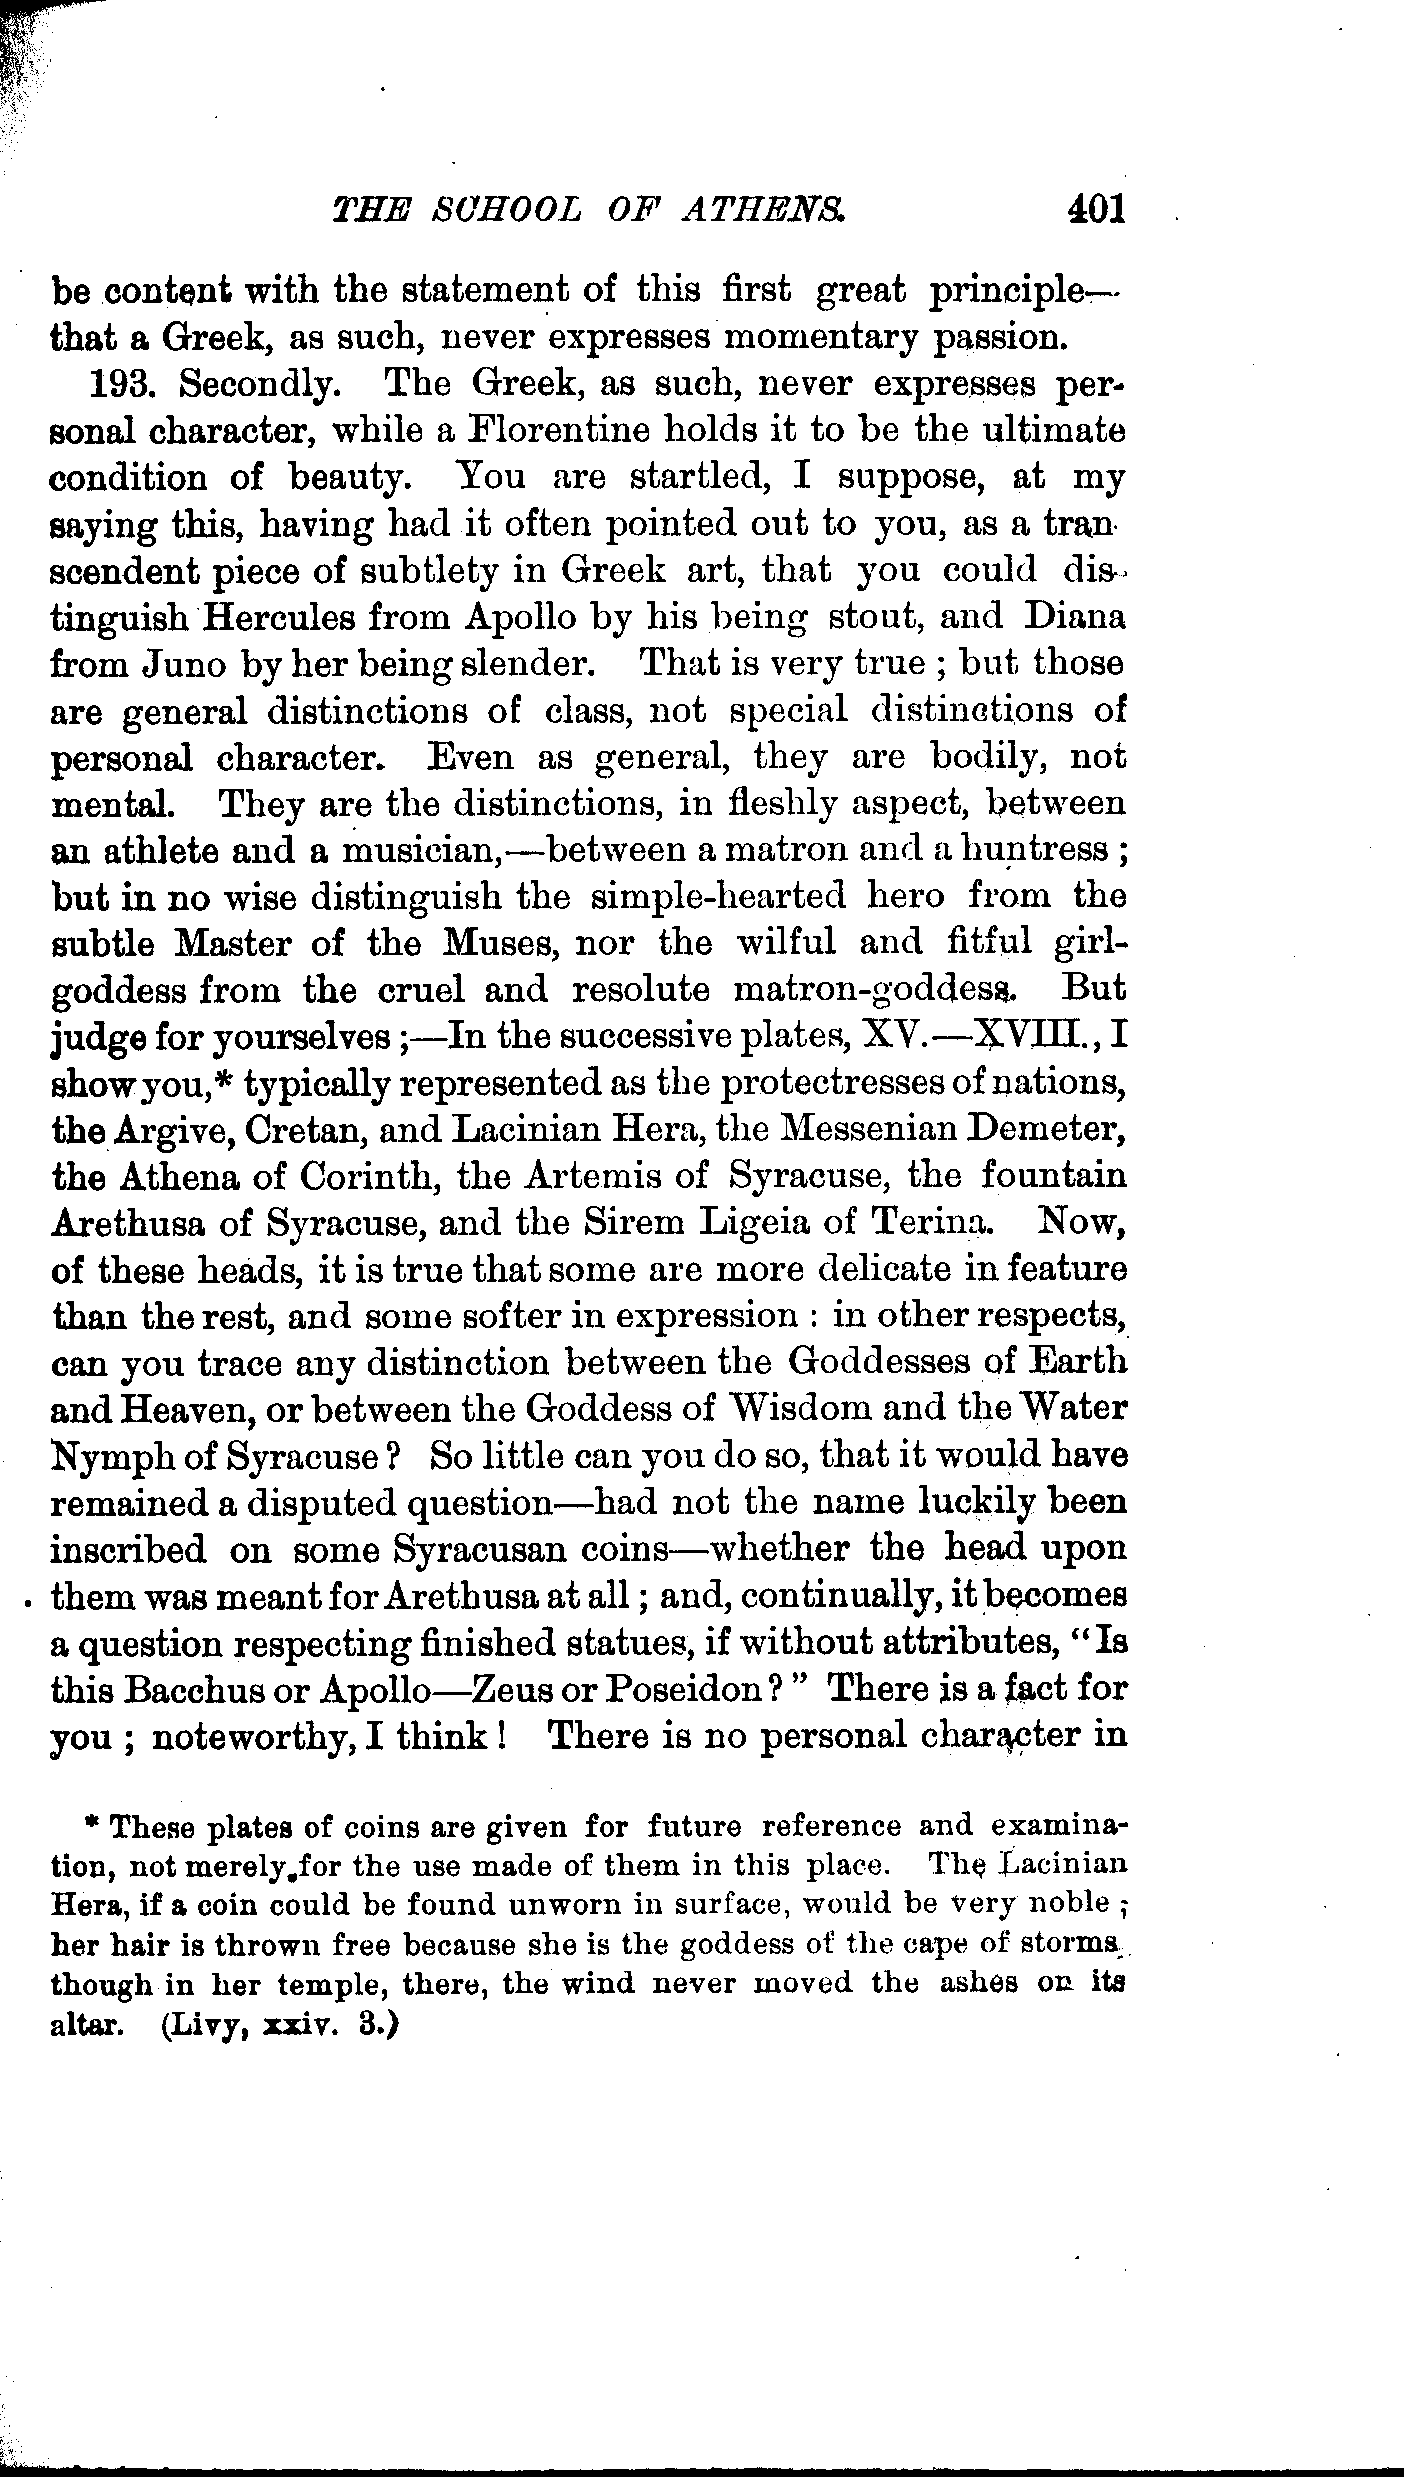 THE SCHOOL OF ATHENS. 401
be content with the statement of this first great principle—
that a Greek, as such, never expresses momentary passion.
193. Secondly. The Greek, as such, never expresses per-
sonal character, while a Florentine holds it to be the ultimate
condition of beauty. You are startled, I suppose, at my
saying this, having had it often pointed out to you, as a tran-
scendent piece of subtlety in Greek art, that you could dis-
tinguish Hercules from Apollo by his being stout, and Diana
from Juno by her being slender. That is very true ; but those
are general distinctions of class, not special distinctions of
personal character. Even as general, they are bodily, not
mental. They are the distinctions, in fleshly aspect, between
an athlete and a musician,—between a matron and a huntress ;
but in no wise distinguish the simple-hearted hero from the
subtle Master of the Muses, nor the wilful and fitful girl-
goddess from the cruel and resolute matron-goddess. But
judge for yourselves ;—In the successive plates, XV.—XVIII., I
show you,* typically represented as the protectresses of nations,
the Argive, Cretan, and Lacinian Hera, the Messenian Demeter,
the Athena of Corinth, the Artemis of Syracuse, the fountain
Arethusa of Syracuse, and the Sirem Ligeia of Terina. Now,
of these heads, it is true that some are more delicate in feature
than the rest, and some softer in expression : in other respects,
can you trace any distinction between the Goddesses of Earth
and Heaven, or between the Goddess of Wisdom and the Water
Nymph of Syracuse ? So little can you do so, that it would have
remained a disputed question—had not the name luckily been
inscribed on some Syracusan coins—whether the head upon
them was meant for Arethusa at all ; and, continually, it becomes
a question respecting finished statues, if without attributes, "Is
this Bacchus or Apollo—Zeus or Poseidon ? " There is a fact for
you ; noteworthy, I think ! There is no personal character in
* These plates of coins are given for future reference and examina-
tion, not merely for the use made of them in this place. The Lacinian
Hera, if a coin could be found unworn in surface, would be very noble ;
her hair is thrown free because she is the goddess of the cape of storms
though in her temple, there, the wind never moved the ashes on its
altar. (Livy, xxiv. 3.)